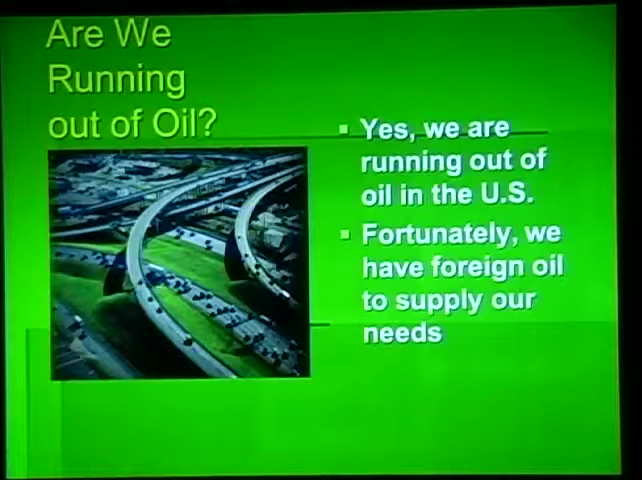 Are We
Running
out of Oil?
Yes, we are
running out of
oil in the U.S.
Fortunately, we
have foreign oil
to supply our
needs